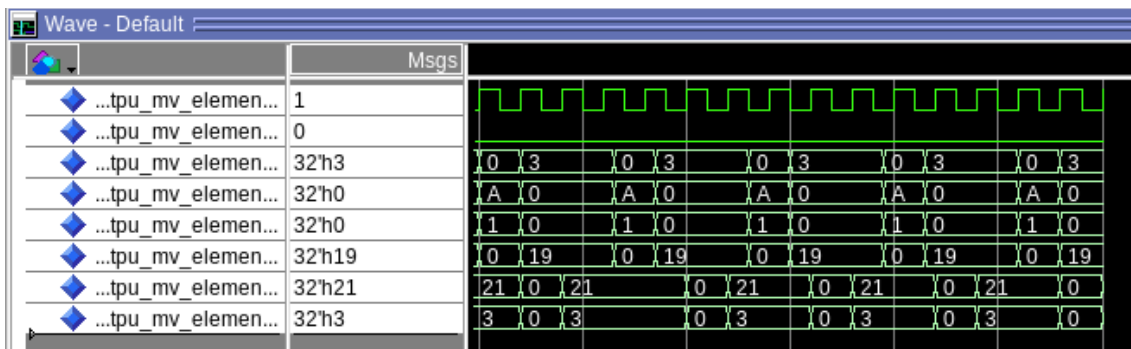 Wave - Default
Msgs
...tpu_mv_elemen... 1
...tpu_mv_elemen... 0
...tpu_mv_elemen... 32'h3 0 3 0 3 0 3 0 3 0 3
...tpu_mv_elemen... 32'h0 A 0 A 0 A 0 A 0 A 0
...tpu_mv_elemen... 32'h0 1 0 1 0 1 0 1 0 1 0
...tpu_mv_elemen... 32'h19 0 19 0 19 0 19 0 19 0 19
...tpu_mv_elemen... 32'h21 21 0 21 0 21 0 21 0 21 0
...tpu_mv_elemen... 32'h3 3 0 3 0 3 0 3 0 3 0